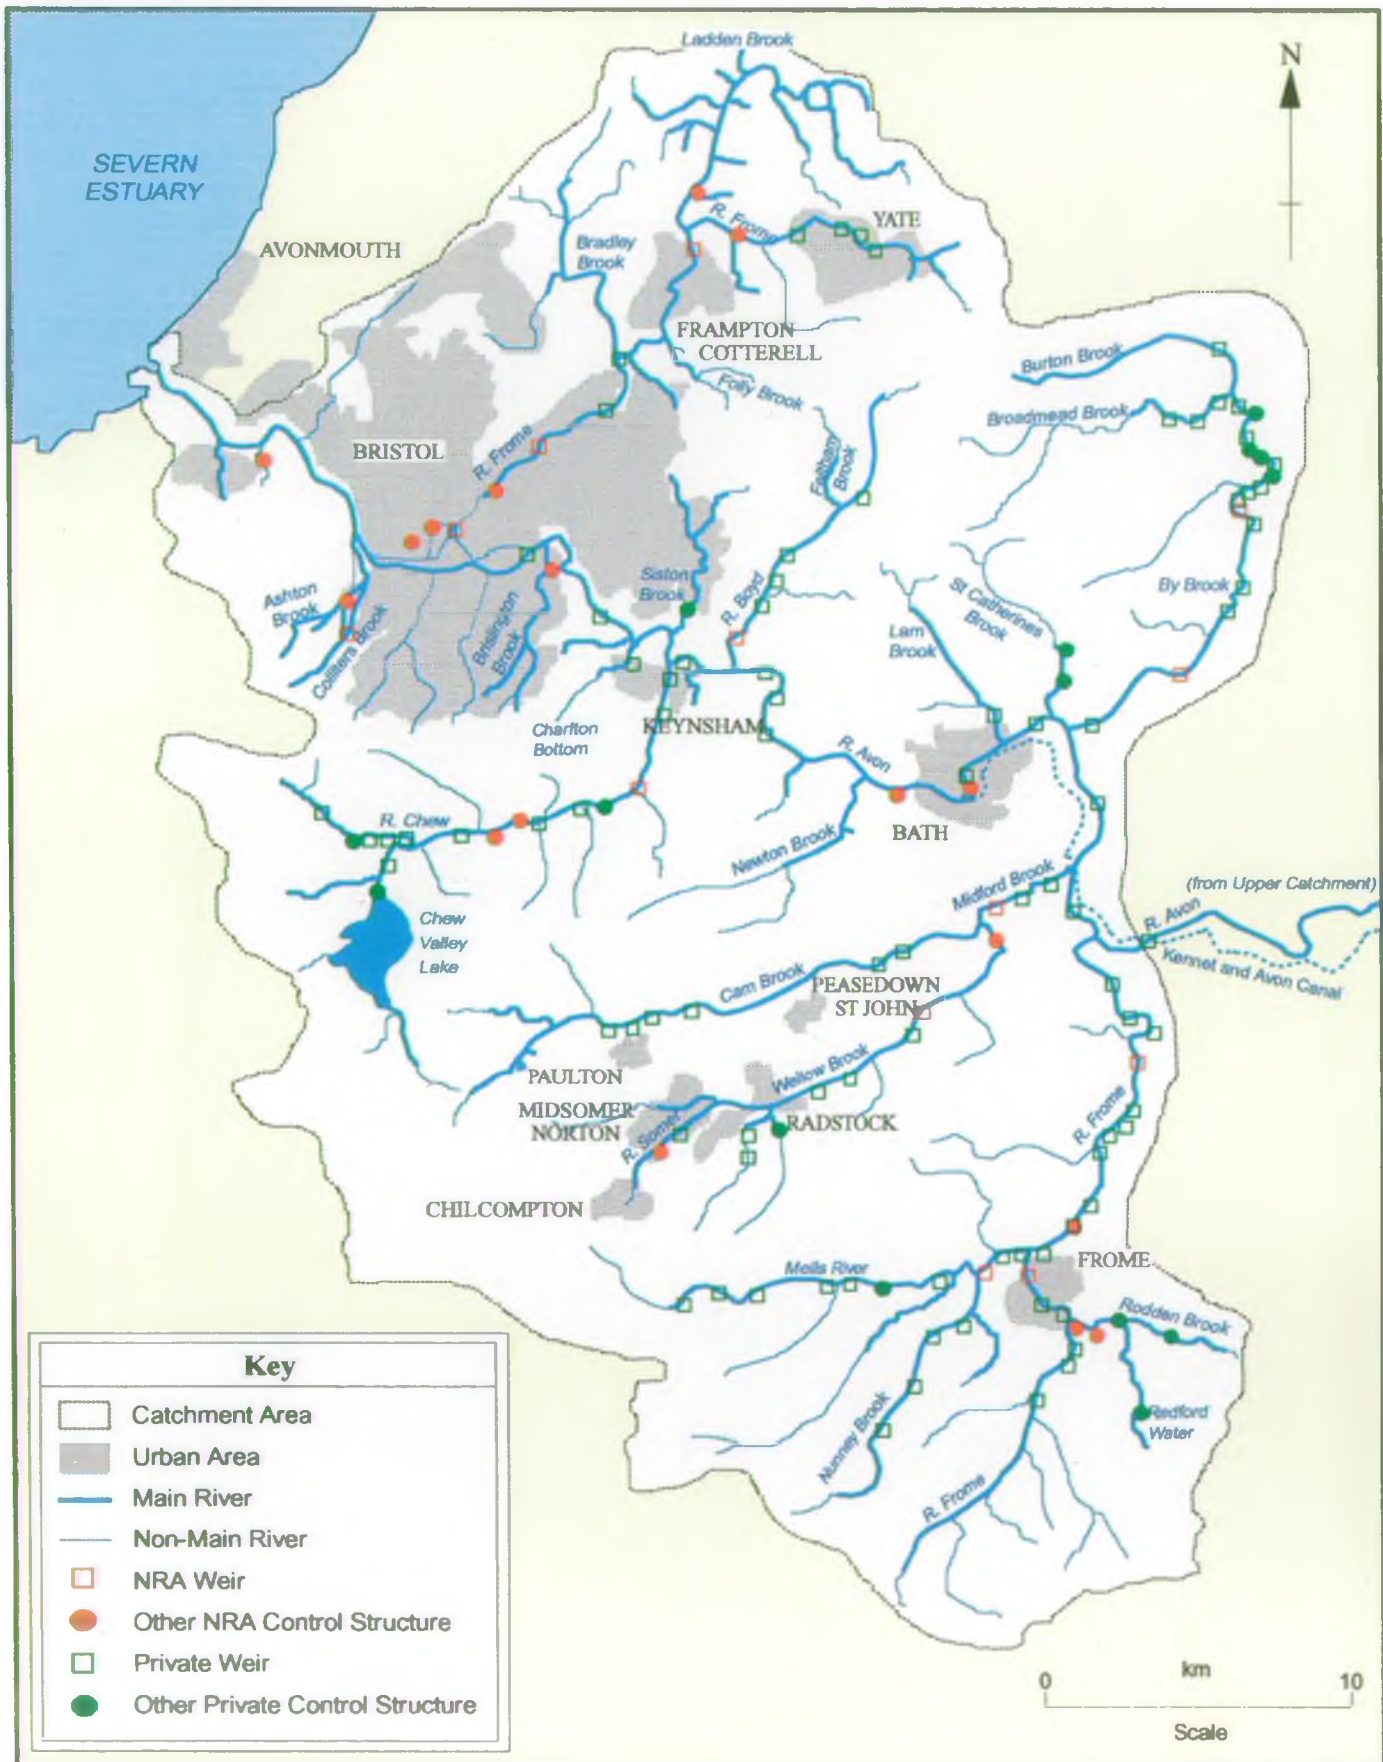 Ladden Brook
N
SEVERN
ESTUARY
AVONMOUTH
R. Frome
YATE
Bradley
Brook
FRAMPTON
COTTERELL
Folly Brook
Burton Brook
Broadmead Brook
BRISTOL
R. Frome
Brook
Siston
Brook
R. Boyd
By Brook
St Catherines
Brook
Ashton
Brook
Colliters Brook
Brislington
Brook
Lam
Brook
KEYNSHAM
Charlton
Bottom
R. Avon
BATH
R. Chew
Newton Brook
Midford Brook
(from Upper Catchment)
R. Avon
Kennet and Avon Canal
Chew
Valley
Lake
Cam Brook
PEASEDOWN
ST JOHN
PAULTON
Wellow Brook
MIDSOMER
NORTON
R. Somer
RADSTOCK
R. Frome
CHILCOMPTON
FROME
Mells River
Rodden Brook
Redford
Water
Nunney Brook
R. Frome
Key
Catchment Area
Urban Area
Main River
Non-Main River
NRA Weir
Other NRA Control Structure
Private Weir
Other Private Control Structure
0 km 10
Scale